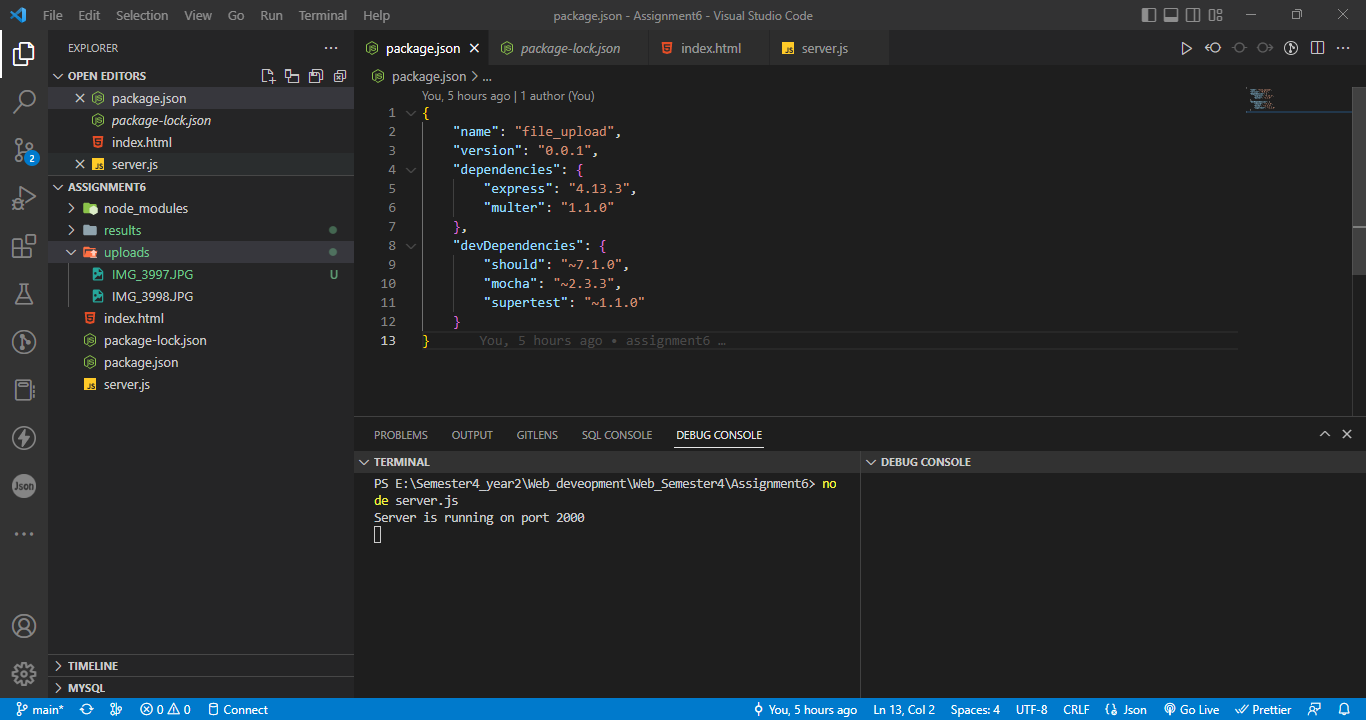 File Edit Selection View Go Run Terminal Help package.json - Assignment6 - Visual Studio Code
EXPLORER
OPEN EDITORS
package.json
package-lock.json
index.html
server.js
ASSIGNMENT6
node_modules
results
uploads
IMG_3997.JPG U
IMG_3998.JPG
index.html
package-lock.json
package.json
server.js
TIMELINE
MYSQL
2
Json
package.json package-lock.json index.html server.js
package.json > ...
You, 5 hours ago | 1 author (You)
1 {
2 "name": "file_upload",
3 "version": "0.0.1",
4 "dependencies": {
5 "express": "4.13.3",
6 "multer": "1.1.0"
7 },
8 "devDependencies": {
9 "should": "~7.1.0",
10 "mocha": "~2.3.3",
11 "supertest": "~1.1.0"
12 }
13 } You, 5 hours ago • assignment6 …
PROBLEMS OUTPUT GITLENS SQL CONSOLE DEBUG CONSOLE
TERMINAL
PS E:\Semester4_year2\Web_deveopment\Web_Semester4\Assignment6> no
de server.js
Server is running on port 2000
DEBUG CONSOLE
main* 0 0 Connect You, 5 hours ago Ln 13, Col 2 Spaces: 4 UTF-8 CRLF {} Json Go Live Prettier